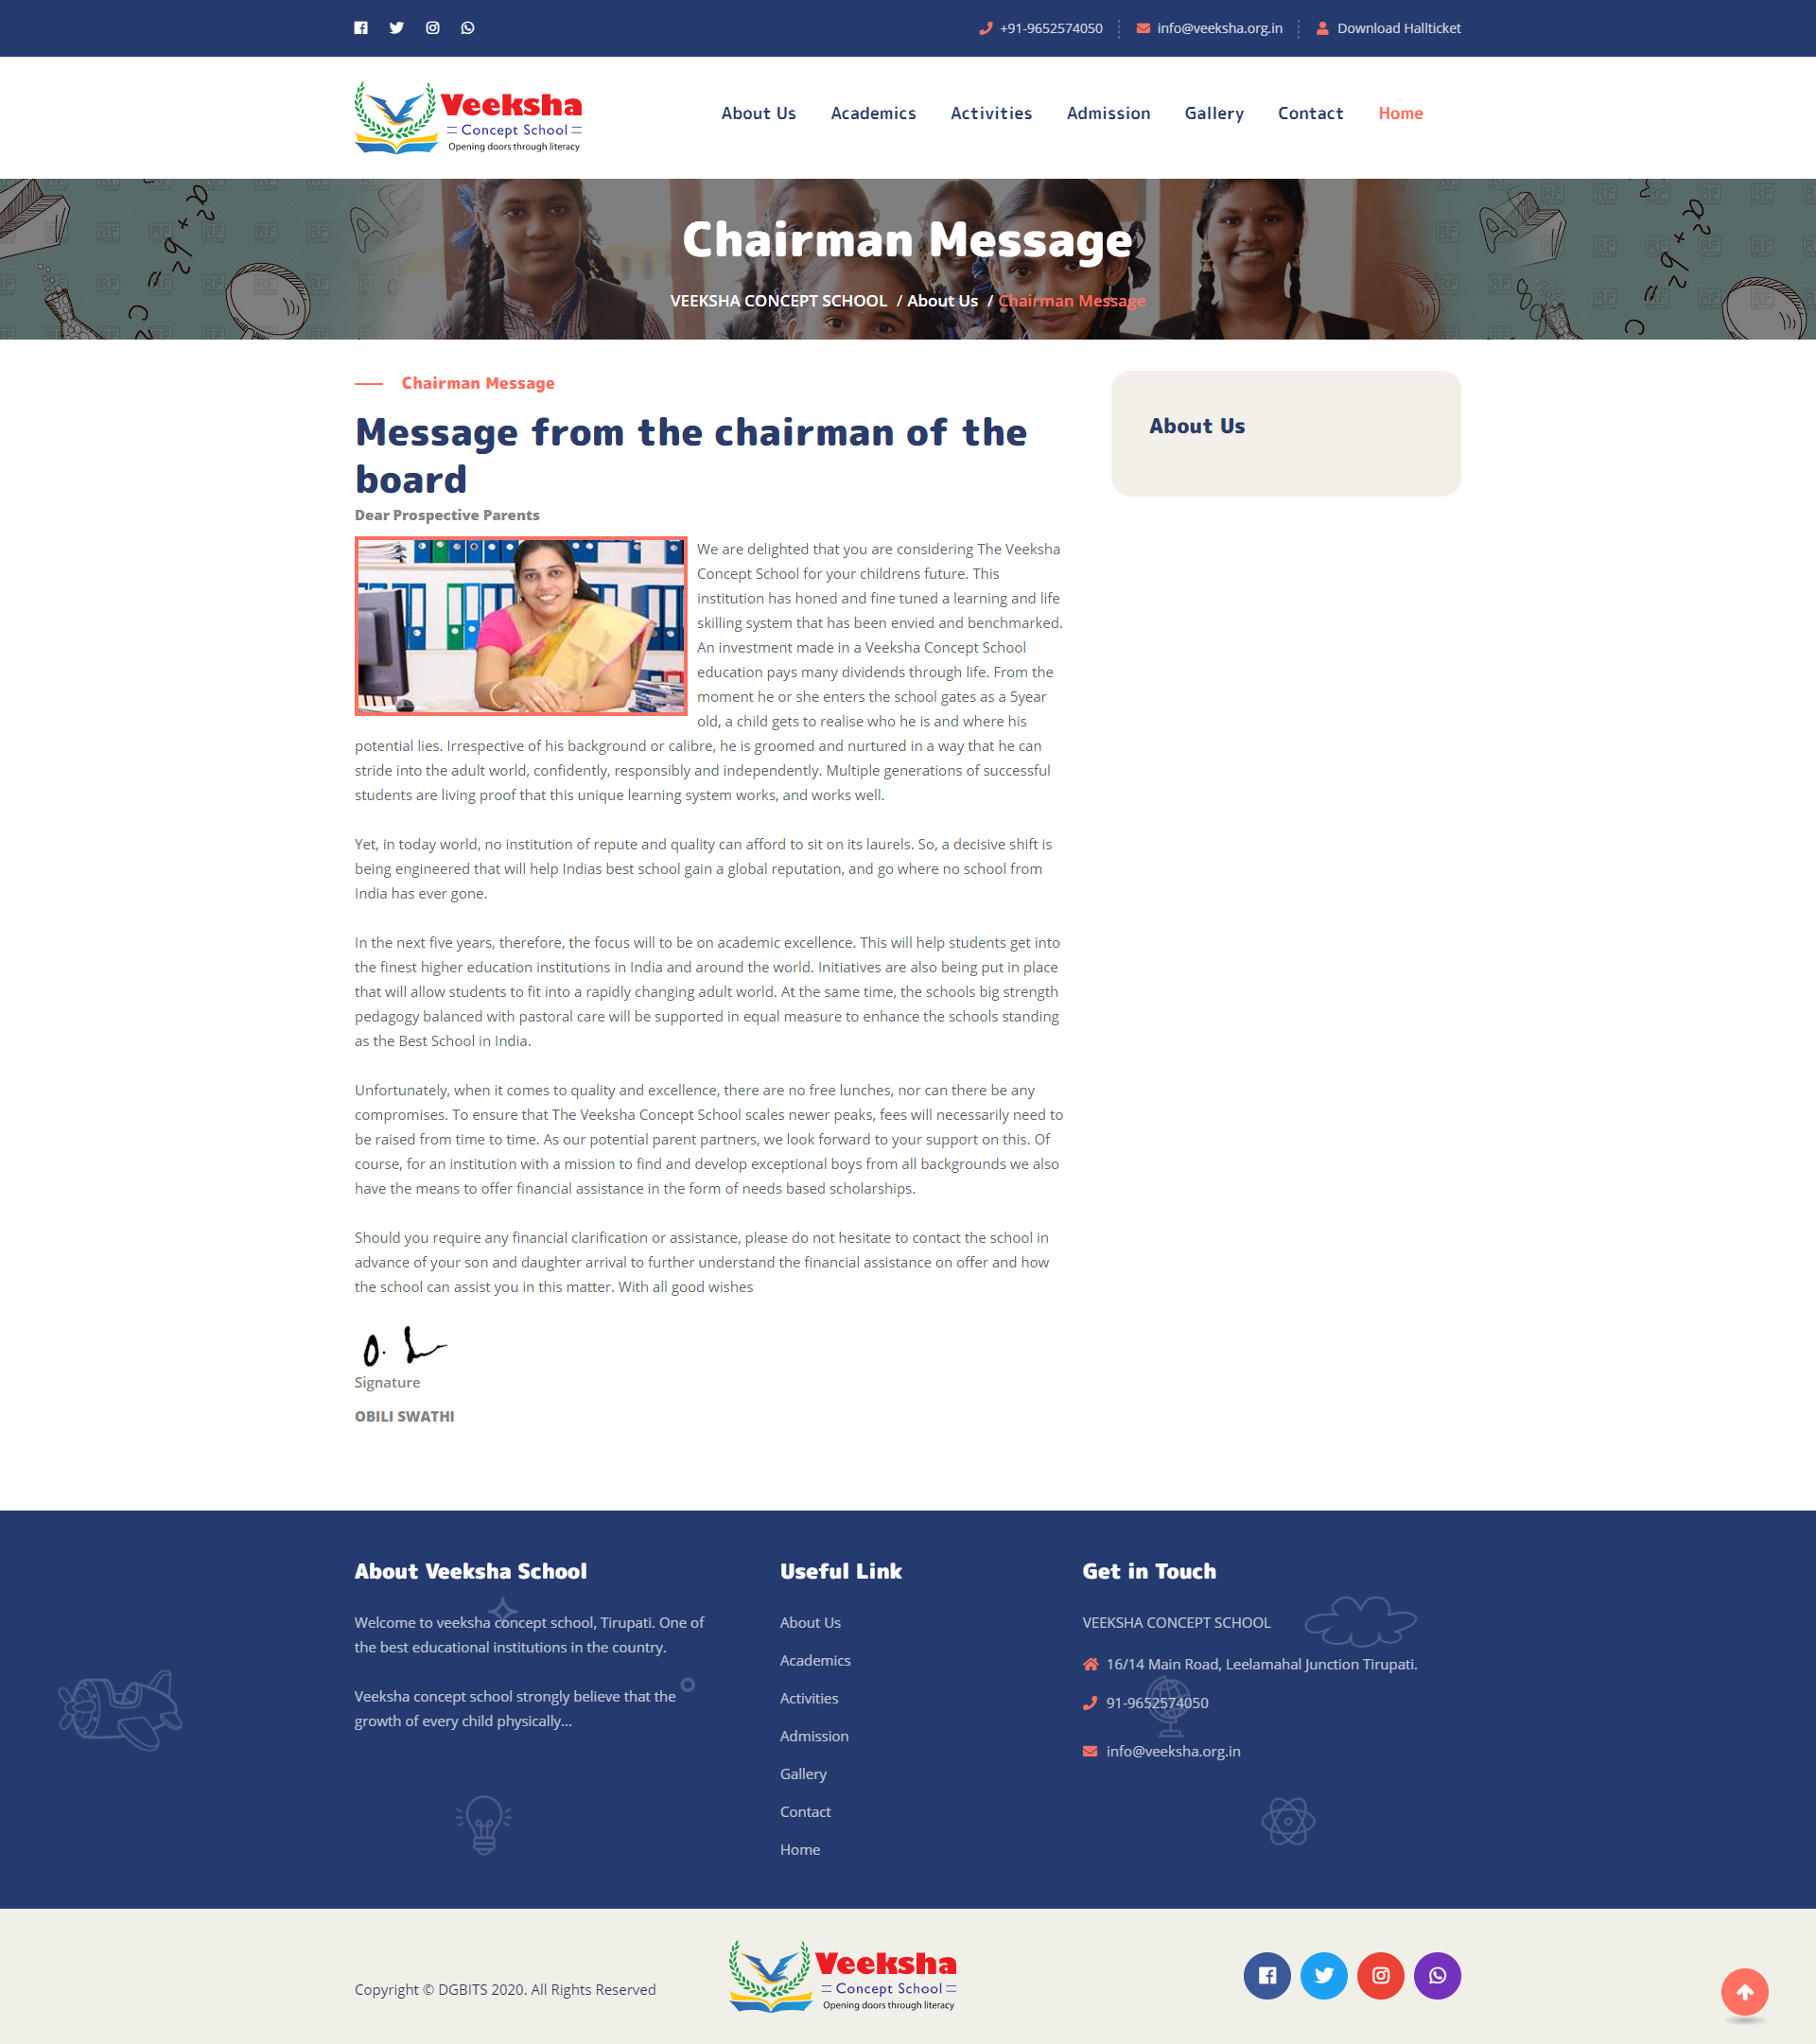 +91-9652574050
info@veeksha.org.in
Download Hallticket
Veeksha
Concept School
Opening doors through literacy
About Us
Academics
Activities
Admission
Gallery
Contact
Home
Chairman Message
VEEKSHA CONCEPT SCHOOL / About Us / Chairman Message
Chairman Message
Message from the chairman of the
board
Dear Prospective Parents
We are delighted that you are considering The Veeksha
Concept School for your childrens future. This
institution has honed and fine tuned a learning and life
skilling system that has been envied and benchmarked.
An investment made in a Veeksha Concept School
education pays many dividends through life. From the
moment he or she enters the school gates as a 5year
old, a child gets to realise who he is and where his
potential lies. Irrespective of his background or calibre, he is groomed and nurtured in a way that he can
stride into the adult world, confidently, responsibly and independently. Multiple generations of successful
students are living proof that this unique learning system works, and works well.
Yet, in today world, no institution of repute and quality can afford to sit on its laurels. So, a decisive shift is
being engineered that will help Indias best school gain a global reputation, and go where no school from
India has ever gone.
In the next five years, therefore, the focus will to be on academic excellence. This will help students get into
the finest higher education institutions in India and around the world. Initiatives are also being put in place
that will allow students to fit into a rapidly changing adult world. At the same time, the schools big strength
pedagogy balanced with pastoral care will be supported in equal measure to enhance the schools standing
as the Best School in India.
Unfortunately, when it comes to quality and excellence, there are no free lunches, nor can there be any
compromises. To ensure that The Veeksha Concept School scales newer peaks, fees will necessarily need to
be raised from time to time. As our potential parent partners, we look forward to your support on this. Of
course, for an institution with a mission to find and develop exceptional boys from all backgrounds we also
have the means to offer financial assistance in the form of needs based scholarships.
Should you require any financial clarification or assistance, please do not hesitate to contact the school in
advance of your son and daughter arrival to further understand the financial assistance on offer and how
the school can assist you in this matter. With all good wishes
Signature
OBILI SWATHI
About Us
About Veeksha School
Welcome to veeksha concept school, Tirupati. One of
the best educational institutions in the country.
Veeksha concept school strongly believe that the
growth of every child physically...
Useful Link
About Us
Academics
Activities
Admission
Gallery
Contact
Home
Get in Touch
VEEKSHA CONCEPT SCHOOL
16/14 Main Road, Leelamahal Junction Tirupati.
91-9652574050
info@veeksha.org.in
Copyright © DGBITS 2020. All Rights Reserved
Veeksha
Concept School
Opening doors through literacy